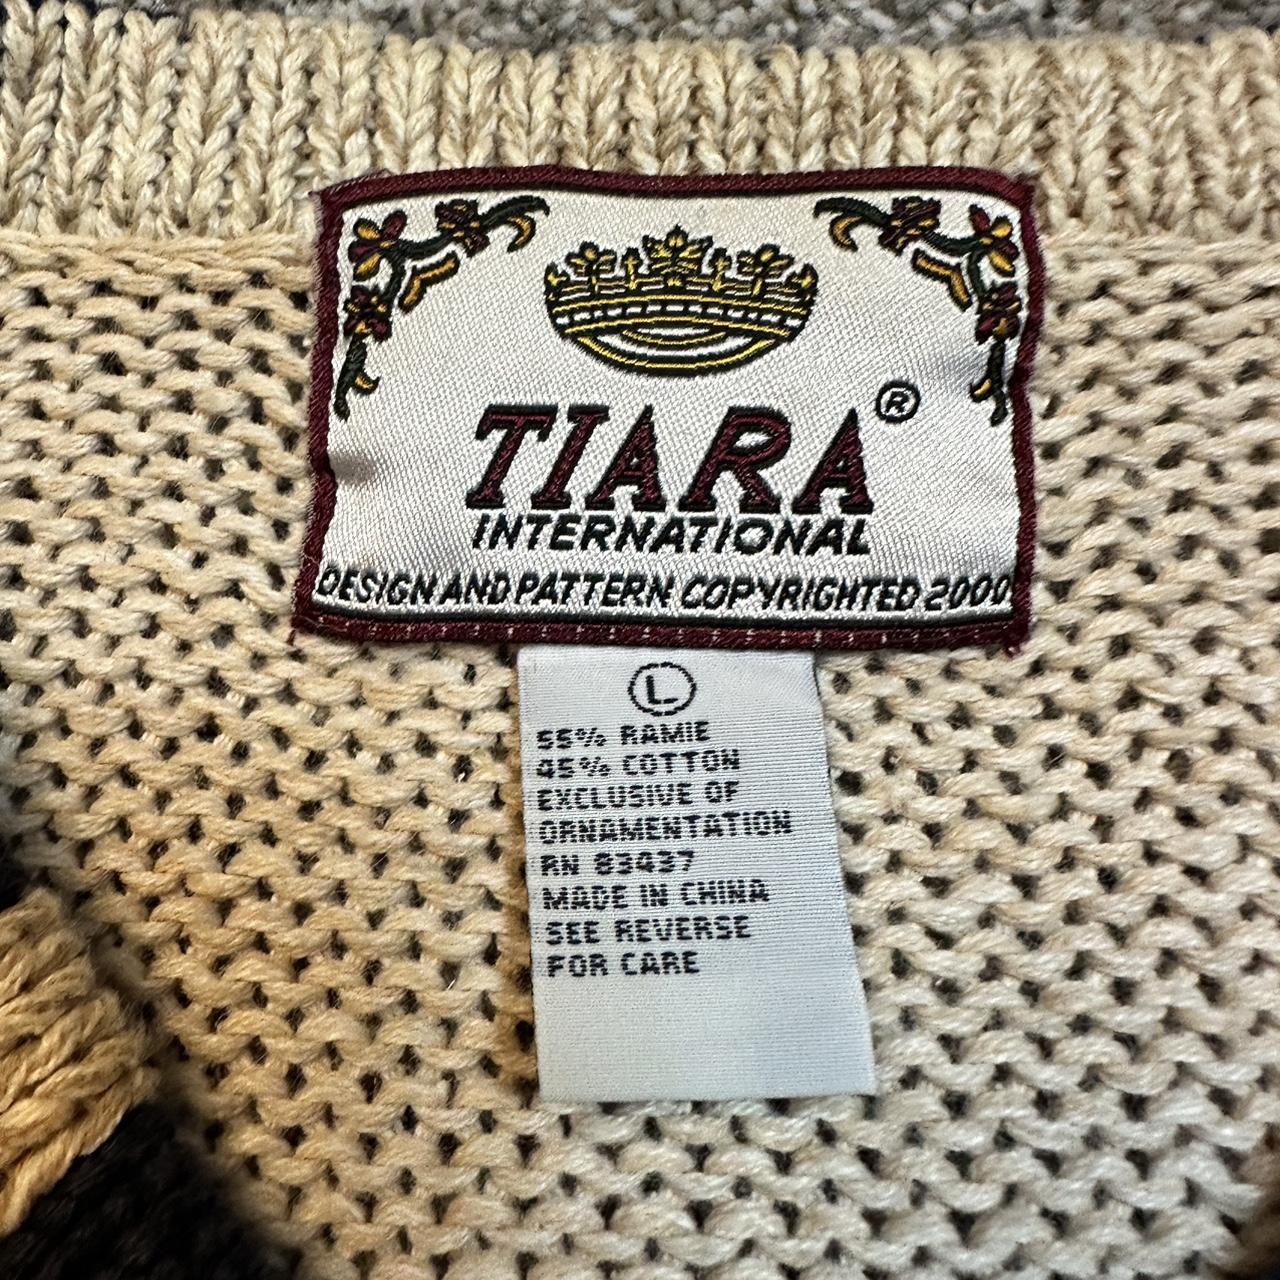 TIARA®
INTERNATIONAL
DESIGN AND PATTERN COPYRIGHTED 2000
L
55% RAMIE
45% COTTON
EXCLUSIVE OF
ORNAMENTATION
RN 83437
MADE IN CHINA
SEE REVERSE
FOR CARE